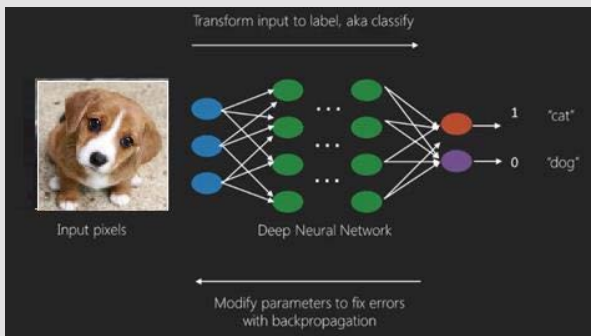 Transform input to label, aka classify
1 "cat"
0 "dog"
Input pixels
Deep Neural Network
Modify parameters to fix errors
with backpropagation